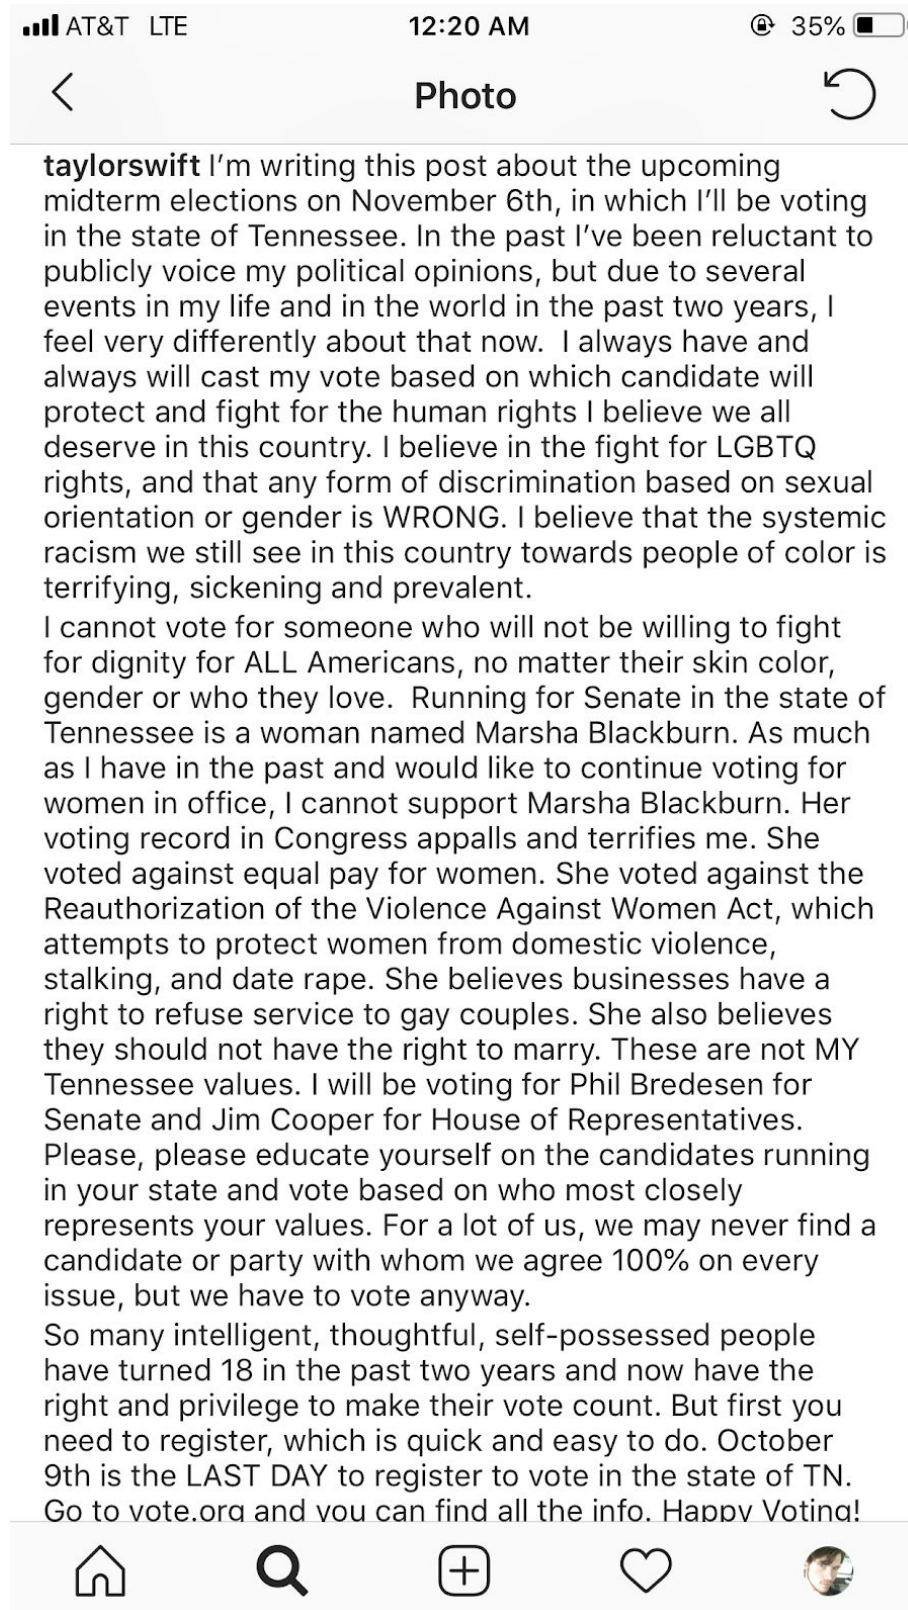 AT&T LTE 12:20 AM 35%
Photo
taylorswift I’m writing this post about the upcoming
midterm elections on November 6th, in which I’ll be voting
in the state of Tennessee. In the past I’ve been reluctant to
publicly voice my political opinions, but due to several
events in my life and in the world in the past two years, I
feel very differently about that now.  I always have and
always will cast my vote based on which candidate will
protect and fight for the human rights I believe we all
deserve in this country. I believe in the fight for LGBTQ
rights, and that any form of discrimination based on sexual
orientation or gender is WRONG. I believe that the systemic
racism we still see in this country towards people of color is
terrifying, sickening and prevalent.
I cannot vote for someone who will not be willing to fight
for dignity for ALL Americans, no matter their skin color,
gender or who they love.  Running for Senate in the state of
Tennessee is a woman named Marsha Blackburn. As much
as I have in the past and would like to continue voting for
women in office, I cannot support Marsha Blackburn. Her
voting record in Congress appalls and terrifies me. She
voted against equal pay for women. She voted against the
Reauthorization of the Violence Against Women Act, which
attempts to protect women from domestic violence,
stalking, and date rape. She believes businesses have a
right to refuse service to gay couples. She also believes
they should not have the right to marry. These are not MY
Tennessee values. I will be voting for Phil Bredesen for
Senate and Jim Cooper for House of Representatives.
Please, please educate yourself on the candidates running
in your state and vote based on who most closely
represents your values. For a lot of us, we may never find a
candidate or party with whom we agree 100% on every
issue, but we have to vote anyway.
So many intelligent, thoughtful, self-possessed people
have turned 18 in the past two years and now have the
right and privilege to make their vote count. But first you
need to register, which is quick and easy to do. October
9th is the LAST DAY to register to vote in the state of TN.
Go to vote.org and you can find all the info. Happy Voting!